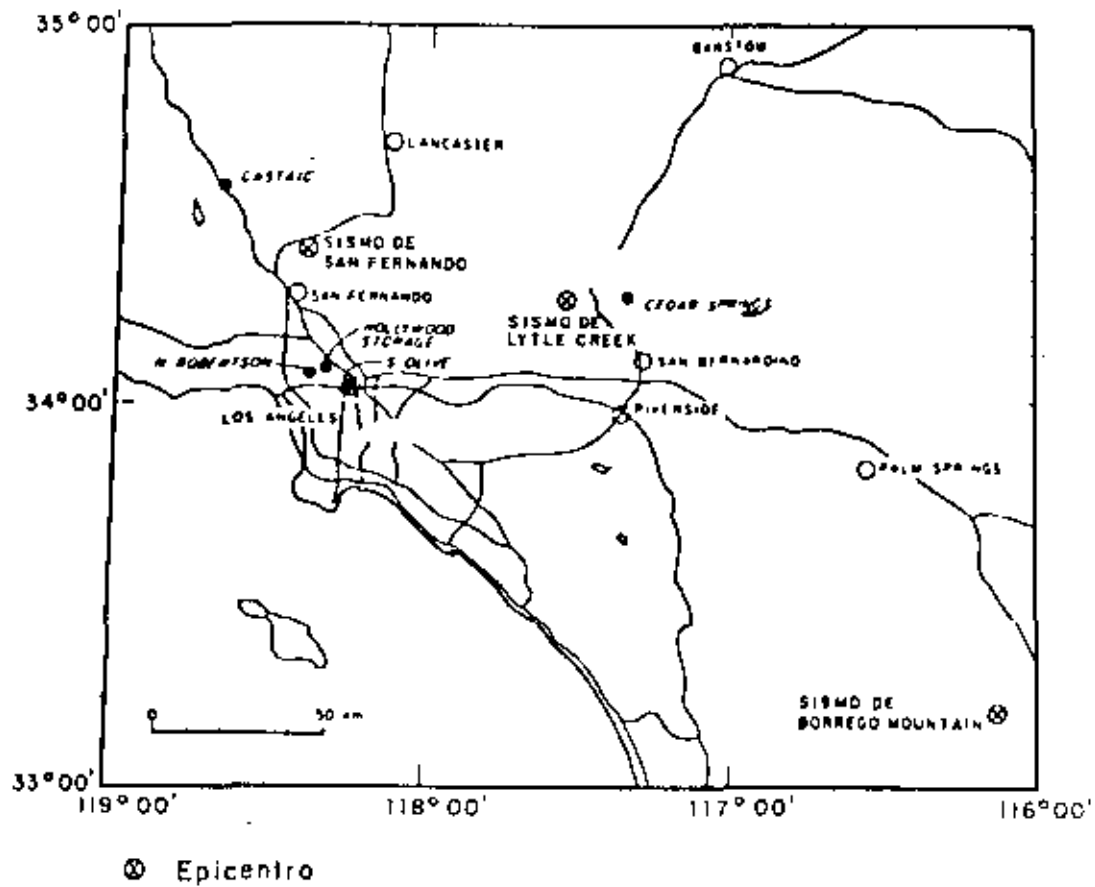 35°00'
BARSTOW
LANCASTER
CASTAIC
SISMO DE
SAN FERNANDO
SAN FERNANDO
CEDAR SPRINGS
SISMO DE
LYTLE CREEK
HOLLYWOOD
STORAGE
N ROBERTSON
S OLIVE
SAN BERNARDINO
34°00'
LOS ANGELES
RIVERSIDE
PALM SPRINGS
0 50 km
SISMO DE
BORREGO MOUNTAIN
33°00'
119°00' 118°00' 117°00' 116°00'
Epicentro